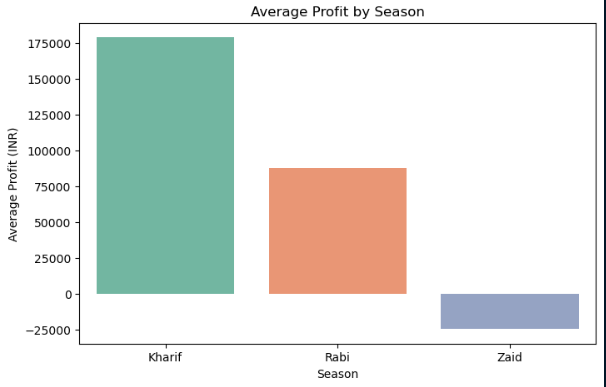 Average Profit by Season
Average Profit (INR)
175000
150000
125000
100000
75000
50000
25000
0
−25000
Kharif Rabi Zaid
Season